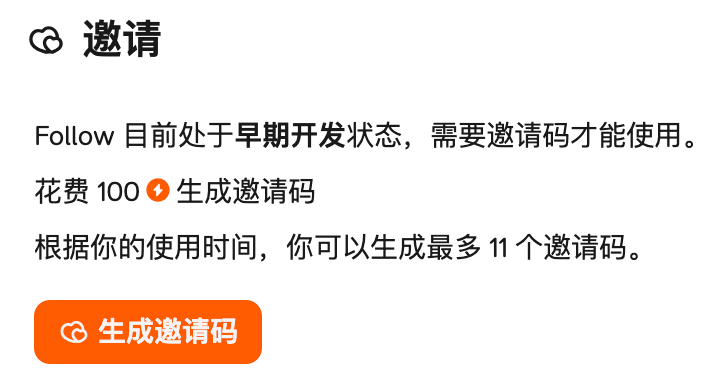 邀请
Follow 目前处于早期开发状态，需要邀请码才能使用。
花费 100 生成邀请码
根据你的使用时间，你可以生成最多 11 个邀请码。
生成邀请码